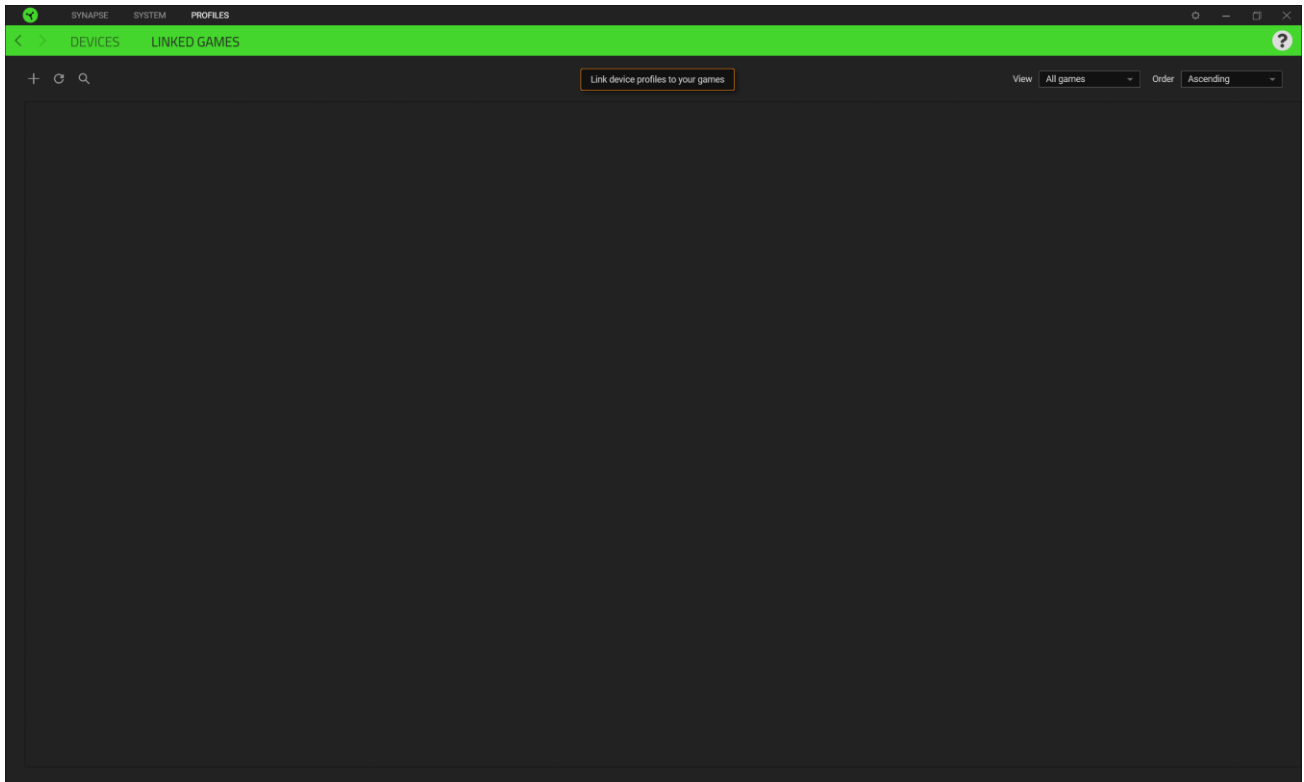 SYNAPSE SYSTEM PROFILES
DEVICES LINKED GAMES ?
Link device profiles to your games View All games Order Ascending